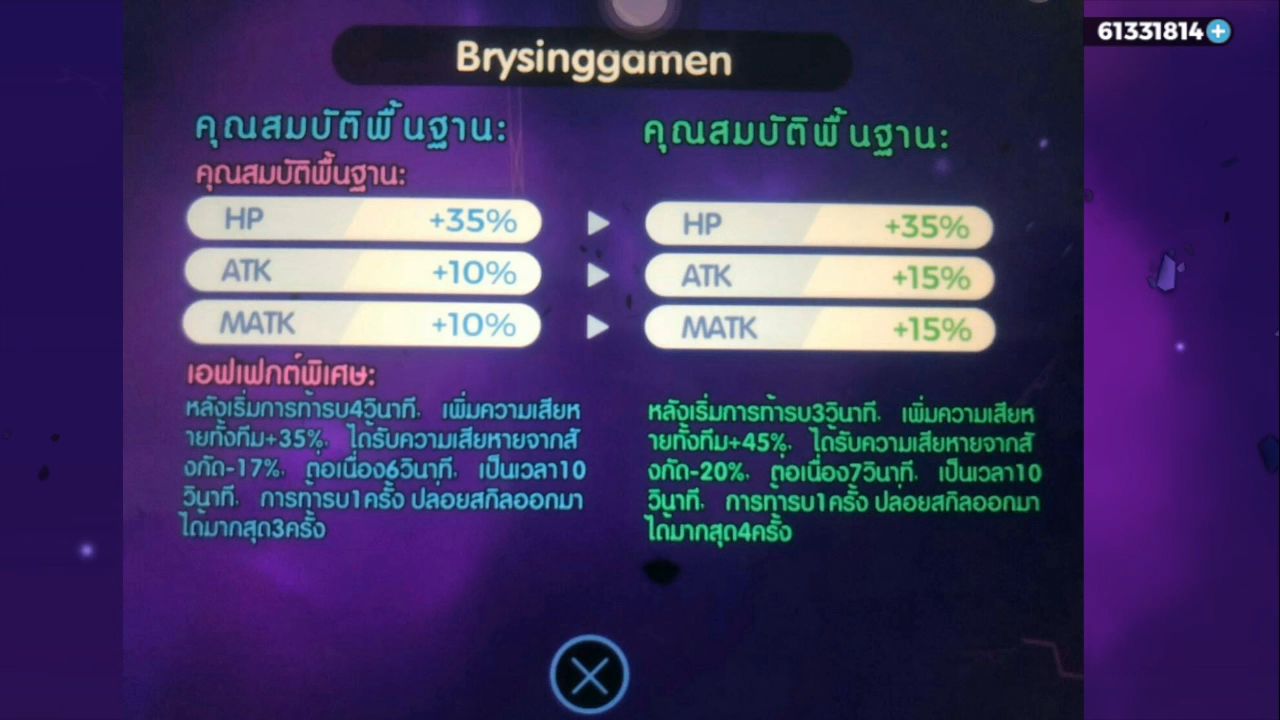 61331814
Brysinggamen
คุณสมบัติพื้นฐาน:
คุณสมบัติพื้นฐาน:
HP +35%
ATK +10%
MATK +10%
เอฟเฟกต์พิเศษ:
หลังเริ่มการท้ารบ4วินาที, เพิ่มความเสียห
ายทั้งทีม+35%, ได้รับความเสียหายจากสั
งกัด-17%, ต่อเนื่อง6วินาที, เป็นเวลา10
วินาที, การท้ารบ1ครั้ง ปล่อยสกิลออกมา
ได้มากสุด3ครั้ง
คุณสมบัติพื้นฐาน:
HP +35%
ATK +15%
MATK +15%
หลังเริ่มการท้ารบ3วินาที, เพิ่มความเสียห
ายทั้งทีม+45%, ได้รับความเสียหายจากสั
งกัด-20%, ต่อเนื่อง7วินาที, เป็นเวลา10
วินาที, การท้ารบ1ครั้ง ปล่อยสกิลออกมา
ได้มากสุด4ครั้ง